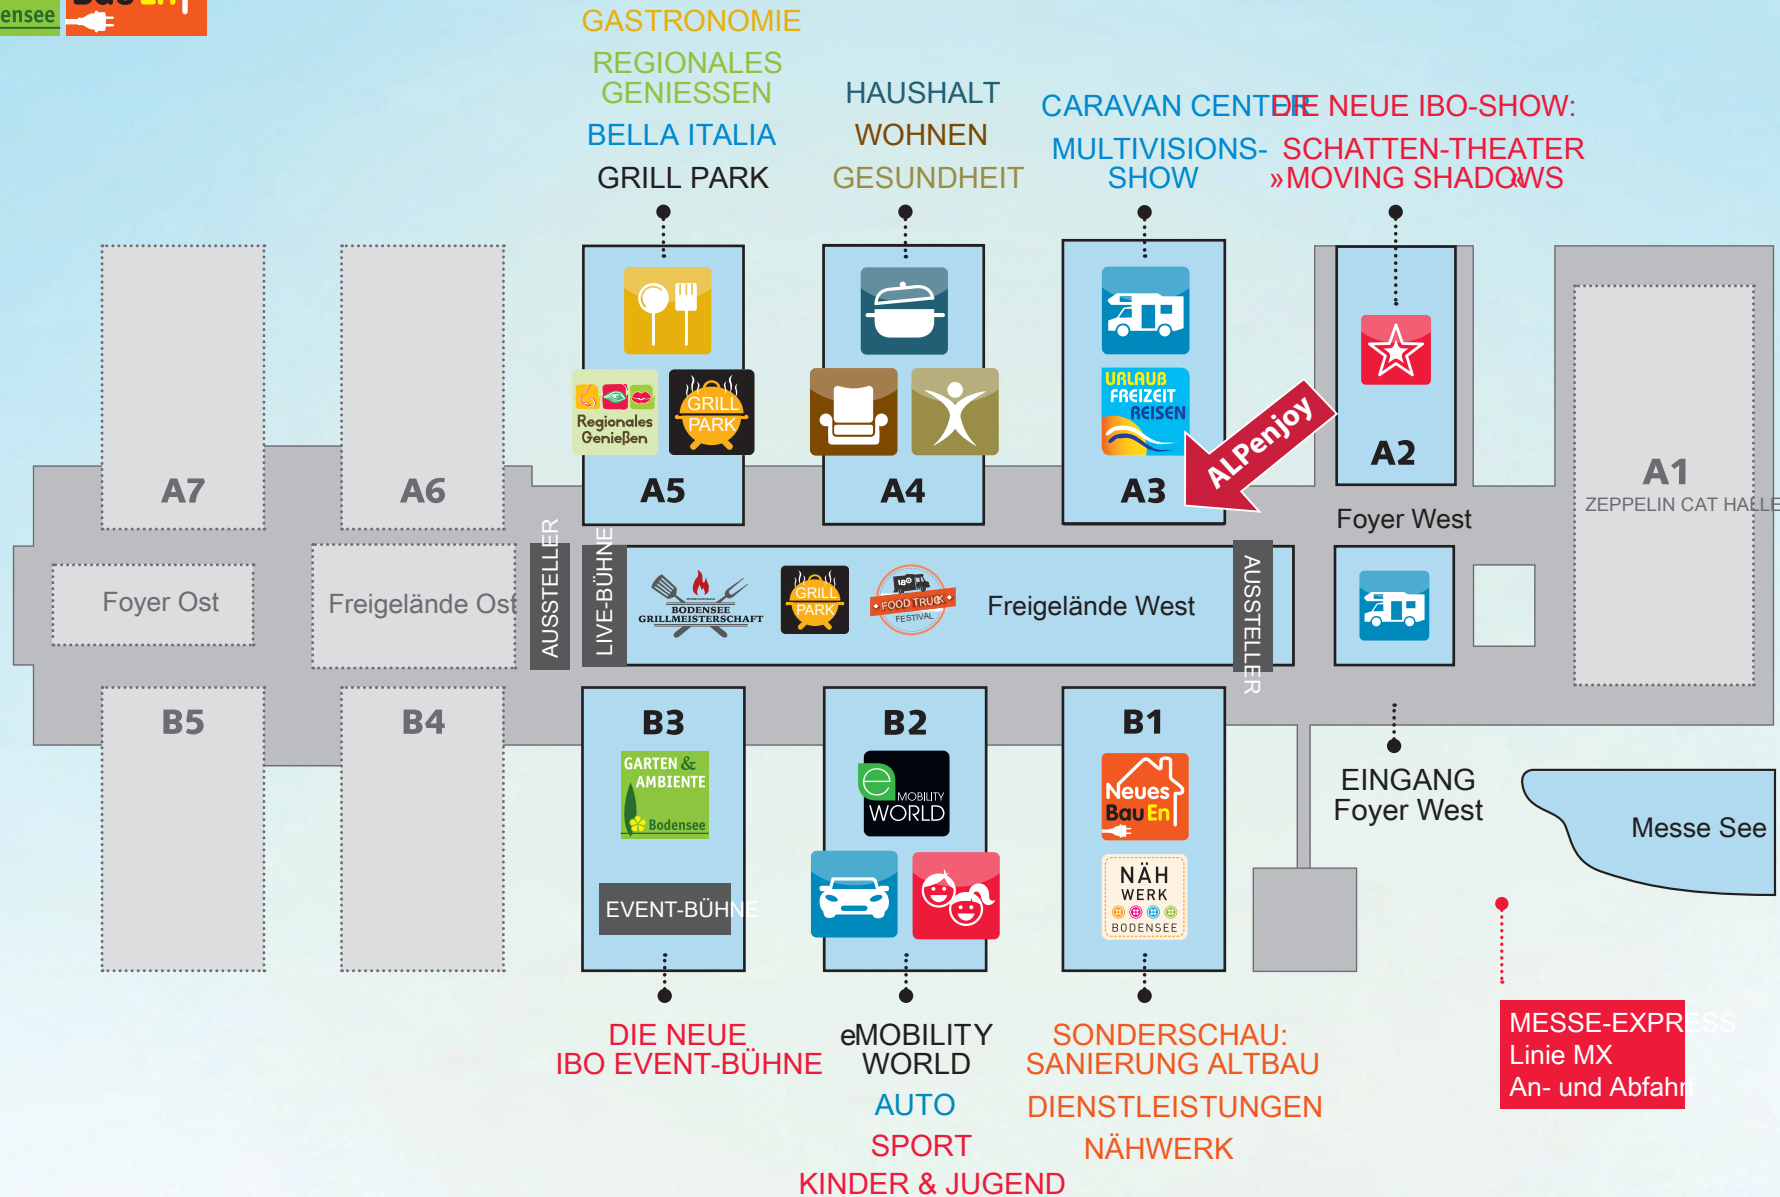 ensee
Bau En
GASTRONOMIE
REGIONALES
GENIESSEN
BELLA ITALIA
GRILL PARK
HAUSHALT
WOHNEN
GESUNDHEIT
CARAVAN CENTER
MULTIVISIONS-
SHOW
DIE NEUE IBO-SHOW:
SCHATTEN-THEATER
»MOVING SHADOWS«
Regionales
Genießen
GRILL
PARK
URLAUB
FREIZEIT
REISEN
ALPenjoy
A7
A6
A5
A4
A3
A2
A1
ZEPPELIN CAT HALLE
Foyer West
Foyer Ost
Freigelände Ost
AUSSTELLER
LIVE-BÜHNE
BODENSEE
GRILLMEISTERSCHAFT
GRILL
PARK
IBO
FOOD TRUCK
FESTIVAL
Freigelände West
AUSSTELLER
B5
B4
B3
B2
B1
GARTEN &
AMBIENTE
Bodensee
EVENT-BÜHNE
e MOBILITY
WORLD
Neues
Bau En
NÄH
WERK
BODENSEE
EINGANG
Foyer West
Messe See
DIE NEUE
IBO EVENT-BÜHNE
eMOBILITY
WORLD
AUTO
SPORT
KINDER & JUGEND
SONDERSCHAU:
SANIERUNG ALTBAU
DIENSTLEISTUNGEN
NÄHWERK
MESSE-EXPRESS
Linie MX
An- und Abfahrt